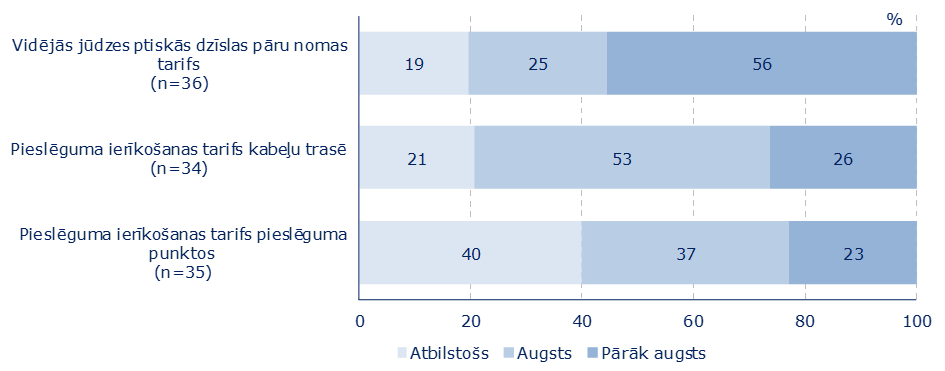 %
Vidējās jūdzes ptiskās dzīslas pāru nomas
tarifs
(n=36)
19 25 56
Pieslēguma ierīkošanas tarifs kabeļu trasē
(n=34)
21 53 26
Pieslēguma ierīkošanas tarifs pieslēguma
punktos
(n=35)
40 37 23
0 20 40 60 80 100
Atbilstošs Augsts Pārāk augsts